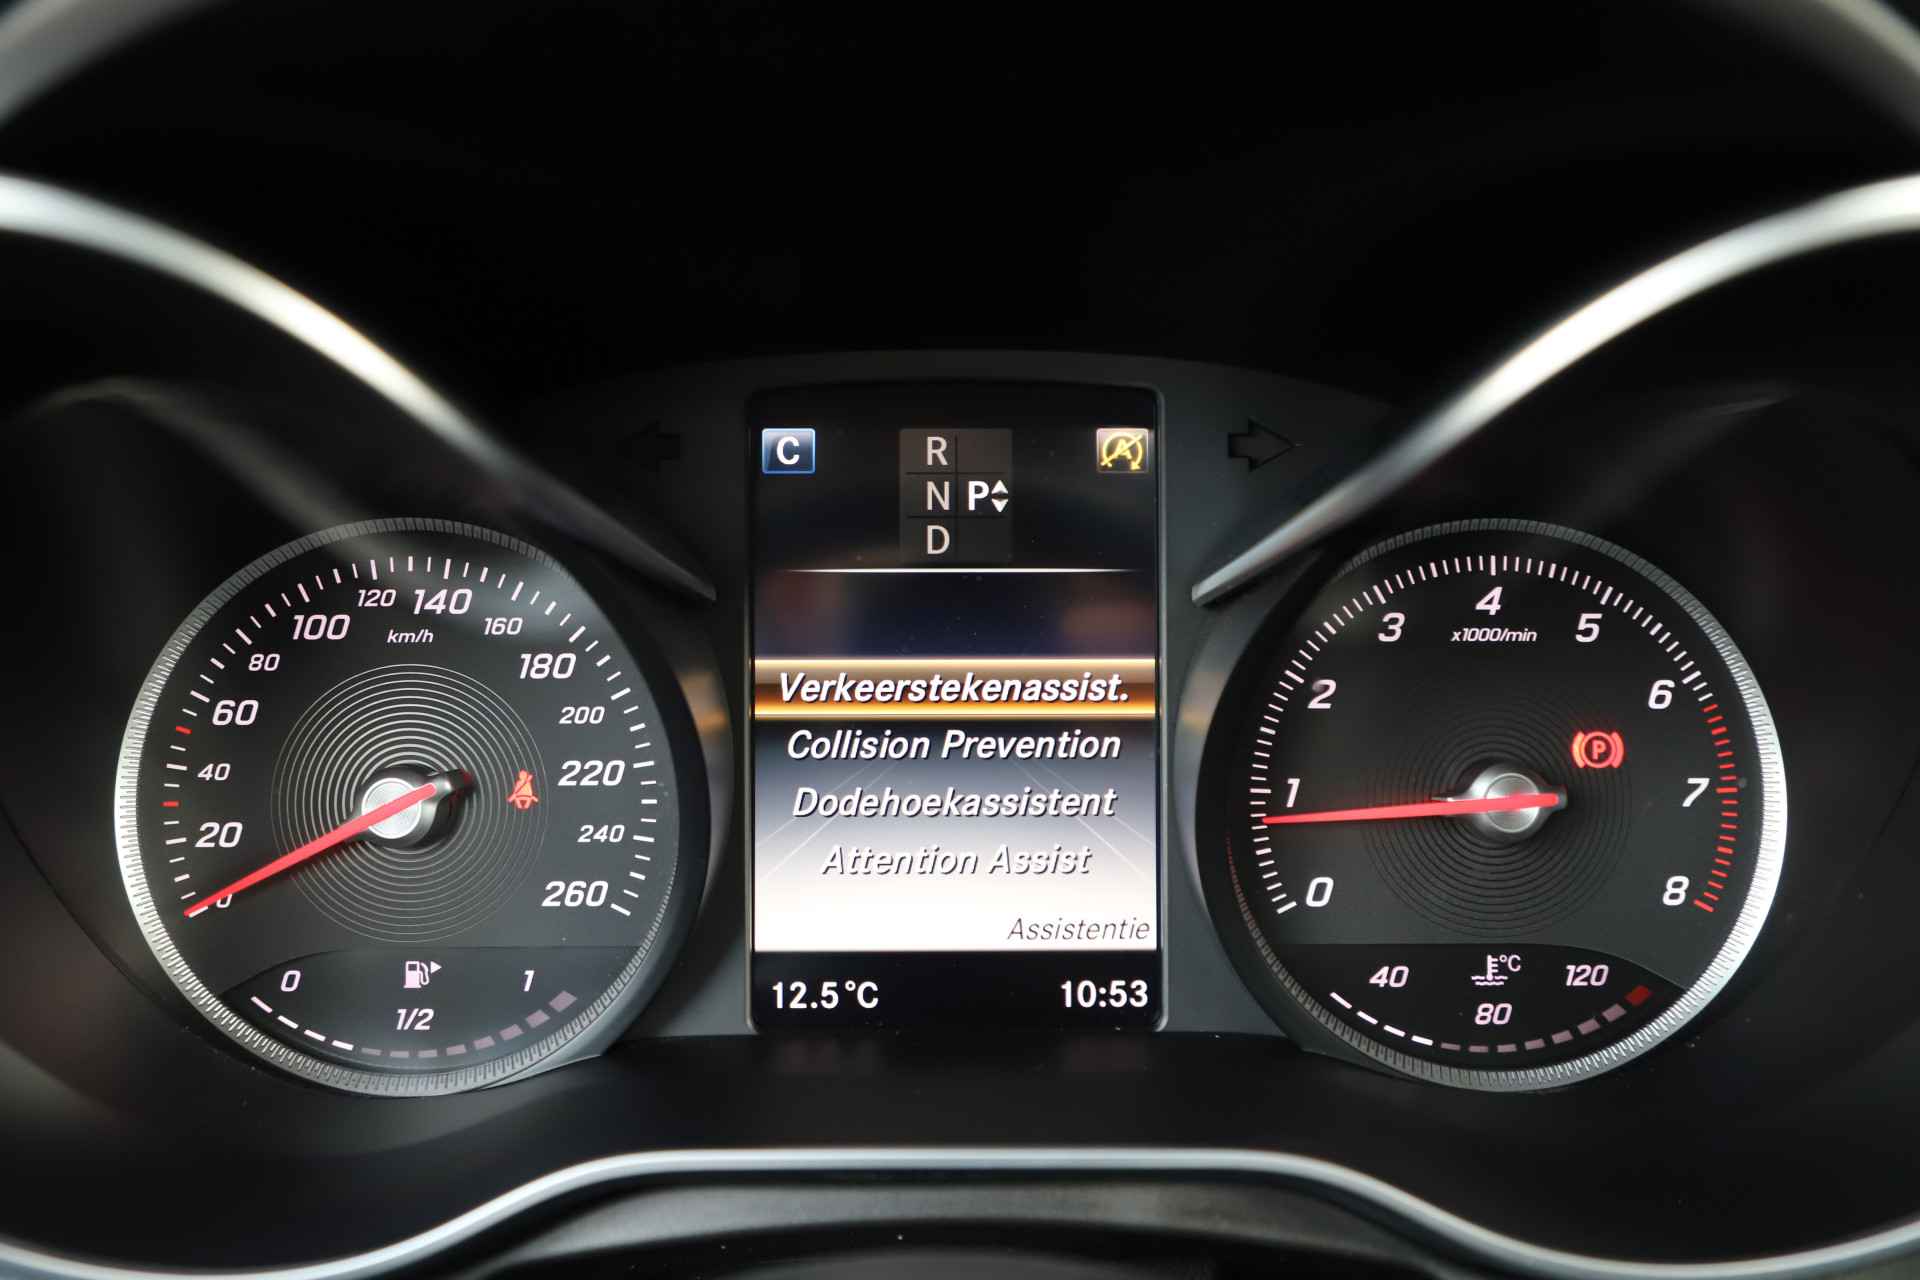 C
R
N P
D
120 140
100 km/h 160
80 180
60 200
40 220
20 240
0 260
0 1
1/2
Verkeerstekenassist.
Collision Prevention
Dodehoekassistent
Attention Assist
Assistentie
12.5°C 10:53
4
3 x1000/min 5
2 6
1 P 7
0 8
40 °C 120
80